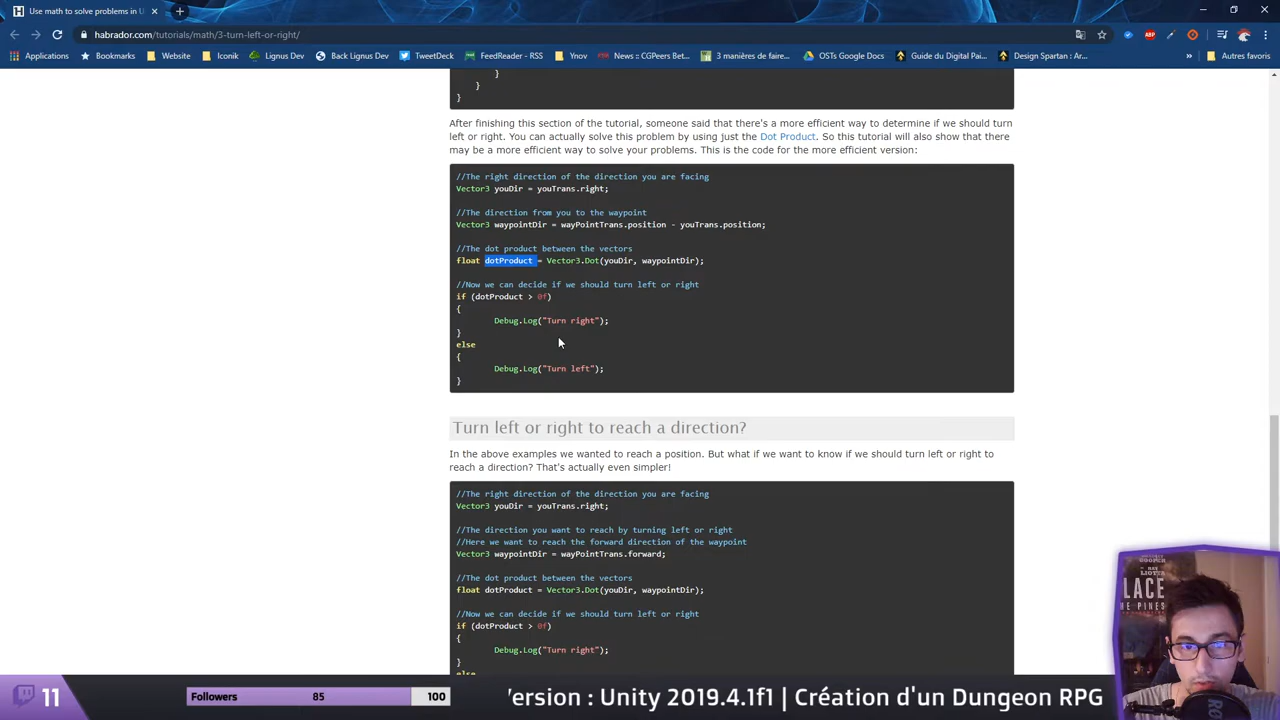 Use math to solve problems in U
habrador.com/tutorials/math/3-turn-left-or-right/
Applications
Bookmarks
Website
Iconik
Lignus Dev
Back Lignus Dev
TweetDeck
FeedReader - RSS
Ynov
News :: CGPeers Bet...
3 manières de faire...
OSTs Google Docs
Guide du Digital Pai...
Design Spartan : Ar...
»
Autres favoris
ABP
}
}
}
After finishing this section of the tutorial, someone said that there's a more efficient way to determine if we should turn
left or right. You can actually solve this problem by using just the Dot Product. So this tutorial will also show that there
may be a more efficient way to solve your problems. This is the code for the more efficient version:
//The right direction of the direction you are facing
Vector3 youDir = youTrans.right;
//The direction from you to the waypoint
Vector3 waypointDir = wayPointTrans.position - youTrans.position;
//The dot product between the vectors
float dotProduct = Vector3.Dot(youDir, waypointDir);
//Now we can decide if we should turn left or right
if (dotProduct > 0f)
{
Debug.Log("Turn right");
}
else
{
Debug.Log("Turn left");
}
Turn left or right to reach a direction?
In the above examples we wanted to reach a position. But what if we want to know if we should turn left or right to
reach a direction? That's actually even simpler!
//The right direction of the direction you are facing
Vector3 youDir = youTrans.right;
//The direction you want to reach by turning left or right
//Here we want to reach the forward direction of the waypoint
Vector3 waypointDir = wayPointTrans.forward;
//The dot product between the vectors
float dotProduct = Vector3.Dot(youDir, waypointDir);
//Now we can decide if we should turn left or right
if (dotProduct > 0f)
{
Debug.Log("Turn right");
}
else
LIOTTA
LACE
HE PINES
11
Followers 85 100
Version : Unity 2019.4.1f1 | Création d'un Dungeon RPG